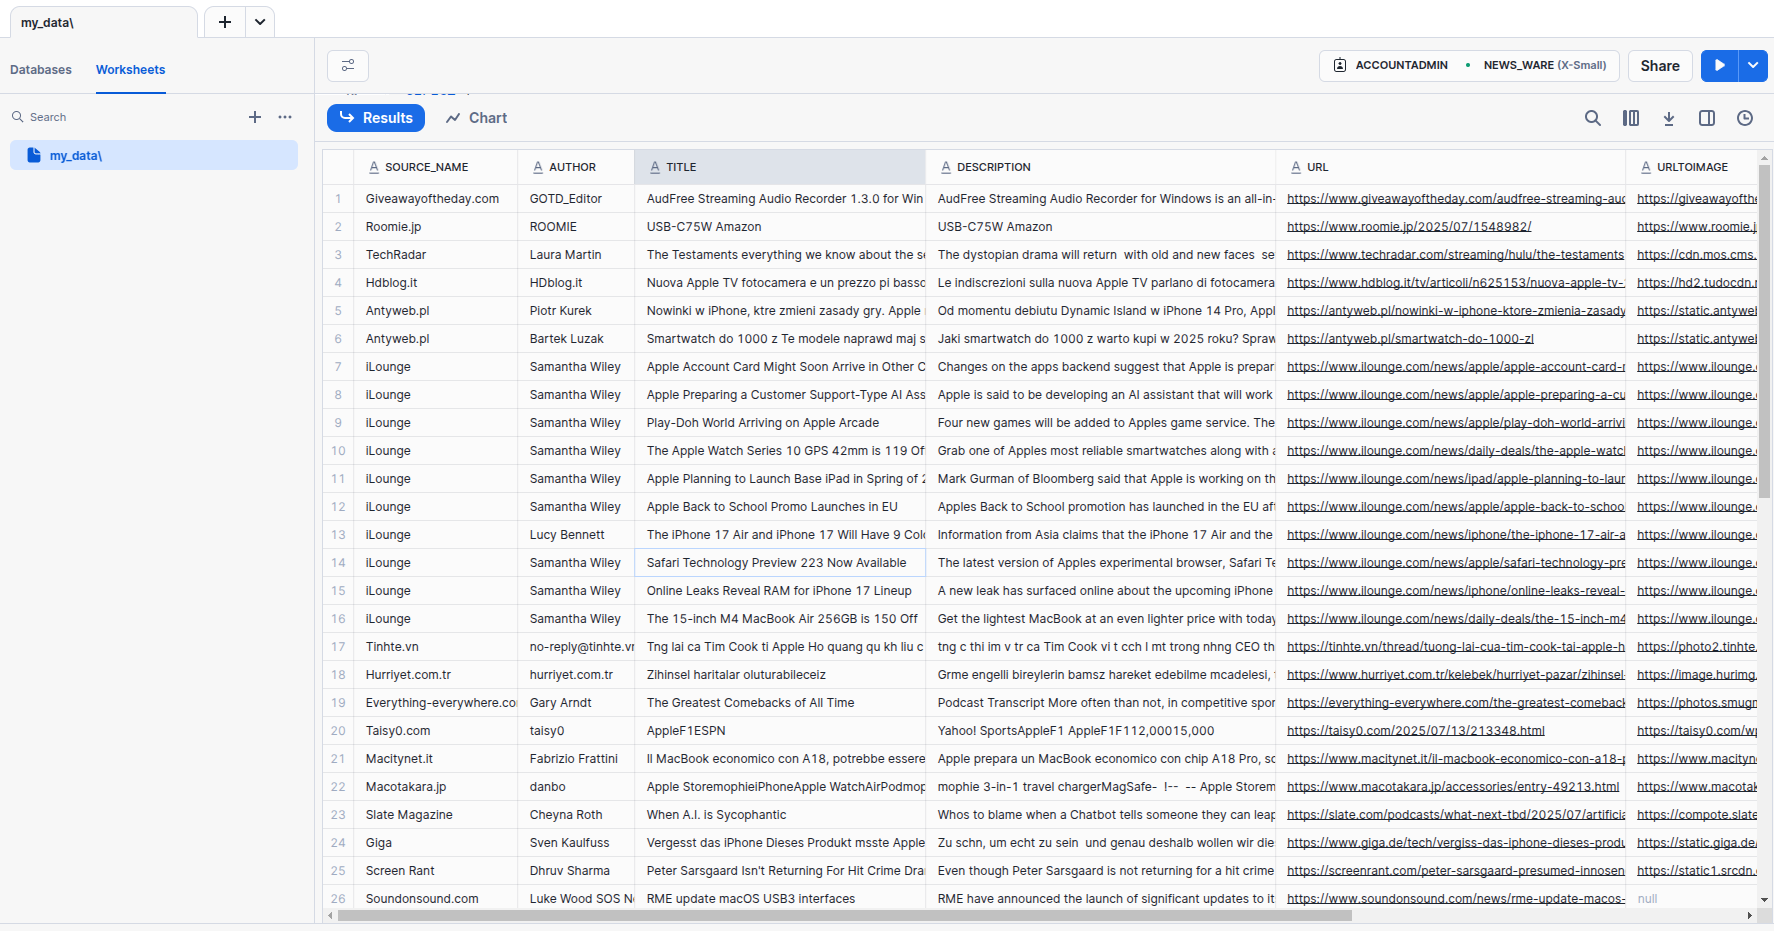 my_data\
Databases Worksheets
ACCOUNTADMIN NEWS_WARE (X-Small) Share
Search
Results Chart
my_data\
SOURCE_NAME AUTHOR TITLE DESCRIPTION URL URLTOIMAGE
1 Giveawayoftheday.com GOTD_Editor AudFree Streaming Audio Recorder 1.3.0 for Win AudFree Streaming Audio Recorder for Windows is an all-in- https://www.giveawayoftheday.com/audfree-streaming-aud https://giveawayofthe
2 Roomie.jp ROOMIE USB-C75W Amazon USB-C75W Amazon https://www.roomie.jp/2025/07/1548982/ https://www.roomie.j
3 TechRadar Laura Martin The Testaments everything we know about the se The dystopian drama will return with old and new faces se https://www.techradar.com/streaming/hulu/the-testaments https://cdn.mos.cms.
4 Hdblog.it HDblog.it Nuova Apple TV fotocamera e un prezzo pi basso Le indiscrezioni sulla nuova Apple TV parlano di fotocamera https://www.hdblog.it/tv/articoli/n625153/nuova-apple-tv- https://hd2.tudocdn.
5 Antyweb.pl Piotr Kurek Nowinki w iPhone, ktre zmieni zasady gry. Apple Od momentu debiutu Dynamic Island w iPhone 14 Pro, Appl https://antyweb.pl/nowinki-w-iphone-ktore-zmienia-zasady https://static.antywe
6 Antyweb.pl Bartek Luzak Smartwatch do 1000 z Te modele naprawd maj s Jaki smartwatch do 1000 z warto kupi w 2025 roku? Spraw https://antyweb.pl/smartwatch-do-1000-zl https://static.antywe
7 iLounge Samantha Wiley Apple Account Card Might Soon Arrive in Other C Changes on the apps backend suggest that Apple is prepari https://www.ilounge.com/news/apple/apple-account-card- https://www.ilounge.
8 iLounge Samantha Wiley Apple Preparing a Customer Support-Type AI Ass Apple is said to be developing an AI assistant that will work https://www.ilounge.com/news/apple/apple-preparing-a-cu https://www.ilounge.
9 iLounge Samantha Wiley Play-Doh World Arriving on Apple Arcade Four new games will be added to Apples game service. The https://www.ilounge.com/news/apple/play-doh-world-arrivi https://www.ilounge.
10 iLounge Samantha Wiley The Apple Watch Series 10 GPS 42mm is 119 Of Grab one of Apples most reliable smartwatches along with a https://www.ilounge.com/news/daily-deals/the-apple-watc https://www.ilounge.
11 iLounge Samantha Wiley Apple Planning to Launch Base iPad in Spring of 2 Mark Gurman of Bloomberg said that Apple is working on th https://www.ilounge.com/news/ipad/apple-planning-to-laun https://www.ilounge.
12 iLounge Samantha Wiley Apple Back to School Promo Launches in EU Apples Back to School promotion has launched in the EU af https://www.ilounge.com/news/apple/apple-back-to-schoo https://www.ilounge.
13 iLounge Lucy Bennett The iPhone 17 Air and iPhone 17 Will Have 9 Colo Information from Asia claims that the iPhone 17 Air and the https://www.ilounge.com/news/iphone/the-iphone-17-air-a https://www.ilounge.
14 iLounge Samantha Wiley Safari Technology Preview 223 Now Available The latest version of Apples experimental browser, Safari Te https://www.ilounge.com/news/apple/safari-technology-pre https://www.ilounge.
15 iLounge Samantha Wiley Online Leaks Reveal RAM for iPhone 17 Lineup A new leak has surfaced online about the upcoming iPhone https://www.ilounge.com/news/iphone/online-leaks-reveal- https://www.ilounge.
16 iLounge Samantha Wiley The 15-inch M4 MacBook Air 256GB is 150 Off Get the lightest MacBook at an even lighter price with today https://www.ilounge.com/news/daily-deals/the-15-inch-m4 https://www.ilounge.
17 Tinhte.vn no-reply@tinhte.vn Tng lai ca Tim Cook ti Apple Ho quang qu kh liu c tng c thi im v tr ca Tim Cook vi t cch l mt trong nhng CEO th https://tinhte.vn/thread/tuong-lai-cua-tim-cook-tai-apple-h https://photo2.tinhte.
18 Hurriyet.com.tr hurriyet.com.tr Zihinsel haritalar oluturabileceiz Grme engelli bireylerin bamsz hareket edebilme mcadelesi, https://www.hurriyet.com.tr/kelebek/hurriyet-pazar/zihinsel- https://image.hurimg.
19 Everything-everywhere.co Gary Arndt The Greatest Comebacks of All Time Podcast Transcript More often than not, in competitive spor https://everything-everywhere.com/the-greatest-comeback https://photos.smugm
20 Taisy0.com taisy0 AppleF1ESPN Yahoo! SportsAppleF1 AppleF1F112,00015,000 https://taisy0.com/2025/07/13/213348.html https://taisy0.com/wp
21 Macitynet.it Fabrizio Frattini Il MacBook economico con A18, potrebbe essere Apple prepara un MacBook economico con chip A18 Pro, sc https://www.macitynet.it/il-macbook-economico-con-a18-p https://www.macityn
22 Macotakara.jp danbo Apple StoremophieiPhoneApple WatchAirPodmop mophie 3-in-1 travel chargerMagSafe- !-- -- Apple Storem https://www.macotakara.jp/accessories/entry-49213.html https://www.macotak
23 Slate Magazine Cheyna Roth When A.I. is Sycophantic Whos to blame when a Chatbot tells someone they can leap https://slate.com/podcasts/what-next-tbd/2025/07/artificia https://compote.slate
24 Giga Sven Kaulfuss Vergesst das iPhone Dieses Produkt msste Apple Zu schn, um echt zu sein und genau deshalb wollen wir die https://www.giga.de/tech/vergiss-das-iphone-dieses-produ https://static.giga.de/
25 Screen Rant Dhruv Sharma Peter Sarsgaard Isn't Returning For Hit Crime Dra Even though Peter Sarsgaard is not returning for a hit crime https://screenrant.com/peter-sarsgaard-presumed-innosen https://static1.srcdn.
26 Soundonsound.com Luke Wood SOS N RME update macOS USB3 interfaces RME have announced the launch of significant updates to it https://www.soundonsound.com/news/rme-update-macos- null